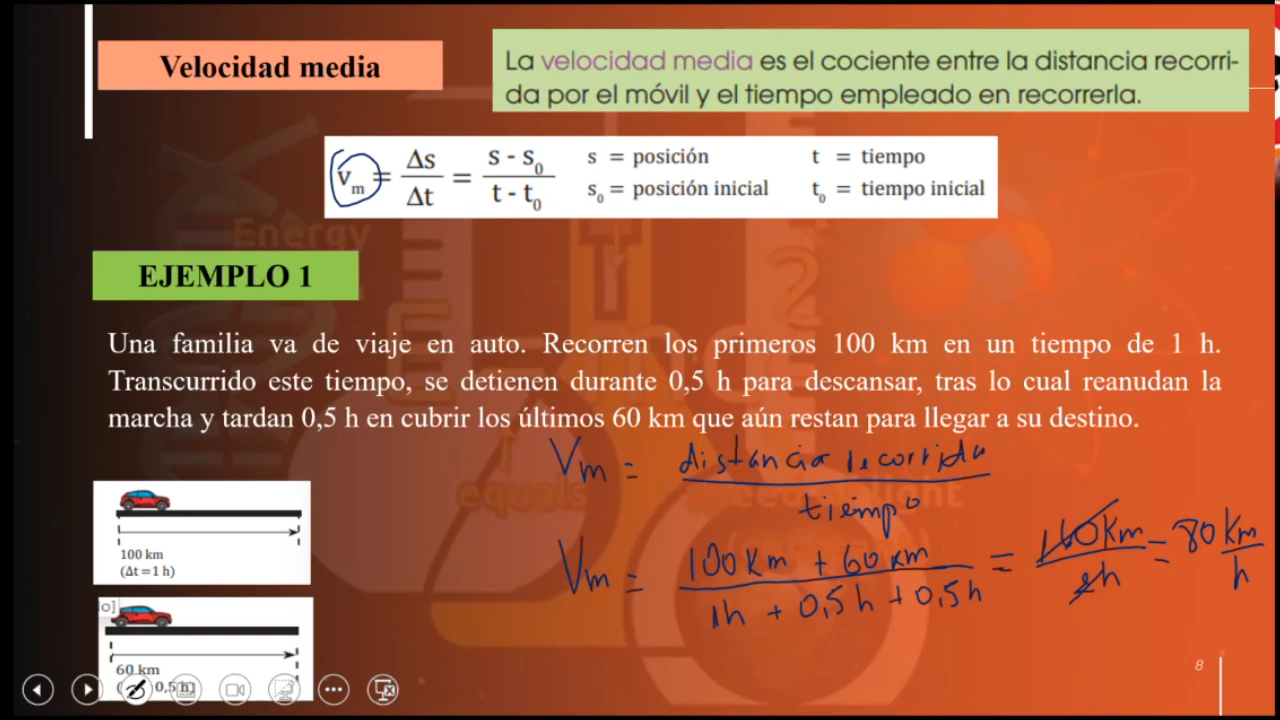 Velocidad media
La velocidad media es el cociente entre la distancia recorri-
da por el móvil y el tiempo empleado en recorrerla.
vₘ = Δs/Δt = s - s₀/t - t₀
s = posición t = tiempo
s₀ = posición inicial t₀ = tiempo inicial
Energy
EJEMPLO 1
Una familia va de viaje en auto. Recorren los primeros 100 km en un tiempo de 1 h.
Transcurrido este tiempo, se detienen durante 0,5 h para descansar, tras lo cual reanudan la
marcha y tardan 0,5 h en cubrir los últimos 60 km que aún restan para llegar a su destino.
Vm = distancia recorrida
tiempo
equals
Vm = 100 Km + 60 Km / 1h + 0,5h + 0,5h = 160 Km / 2h = 80 Km / h
100 km
(Δt = 1 h)
o]
60 km
0,5 h)
8